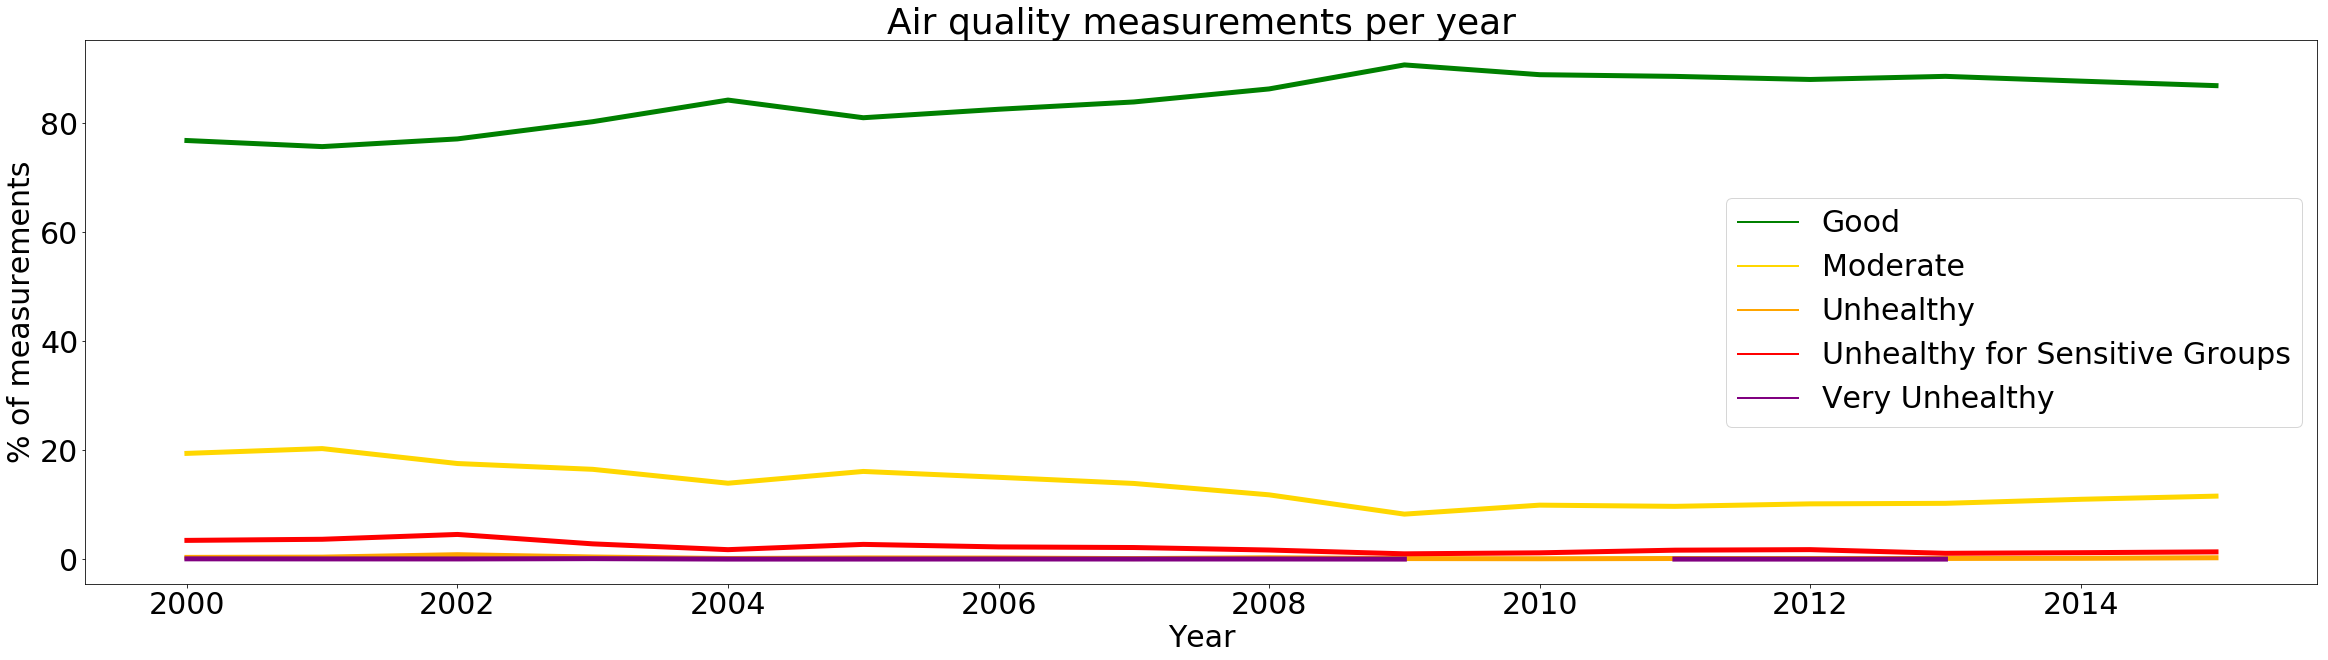 Air quality measurements per year
% of measurements
80
60
40
20
0
Good
Moderate
Unhealthy
Unhealthy for Sensitive Groups
Very Unhealthy
2000 2002 2004 2006 2008 2010 2012 2014
Year